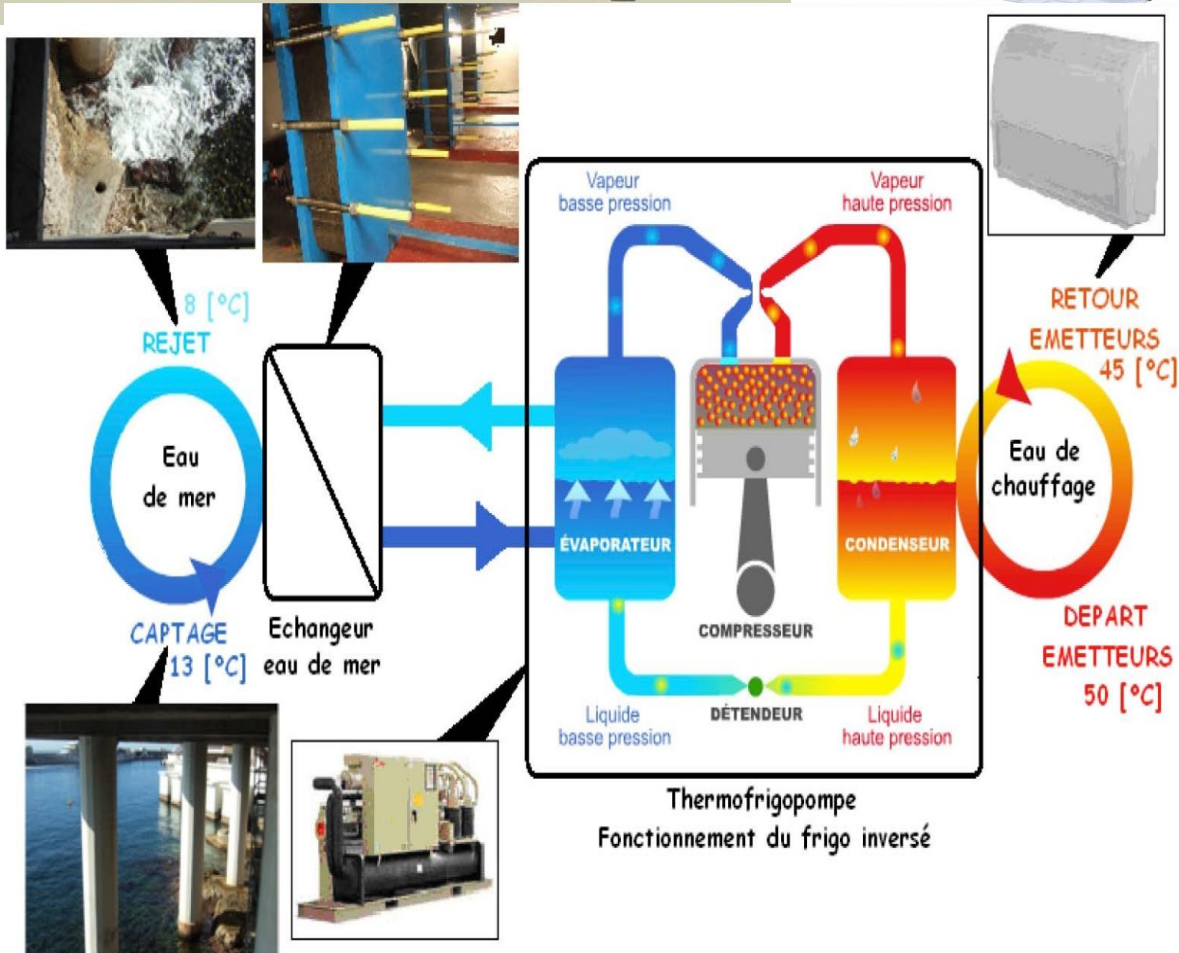 Vapeur
basse pression
Vapeur
haute pression
8 [°C]
REJET
RETOUR
EMETTEURS
45 [°C]
Eau
de mer
Eau de
chauffage
ÉVAPORATEUR
CONDENSEUR
CAPTAGE
13 [°C]
Echangeur
eau de mer
COMPRESSEUR
DEPART
EMETTEURS
50 [°C]
DÉTENDEUR
Liquide
basse pression
Liquide
haute pression
Thermofrigopompe
Fonctionnement du frigo inversé